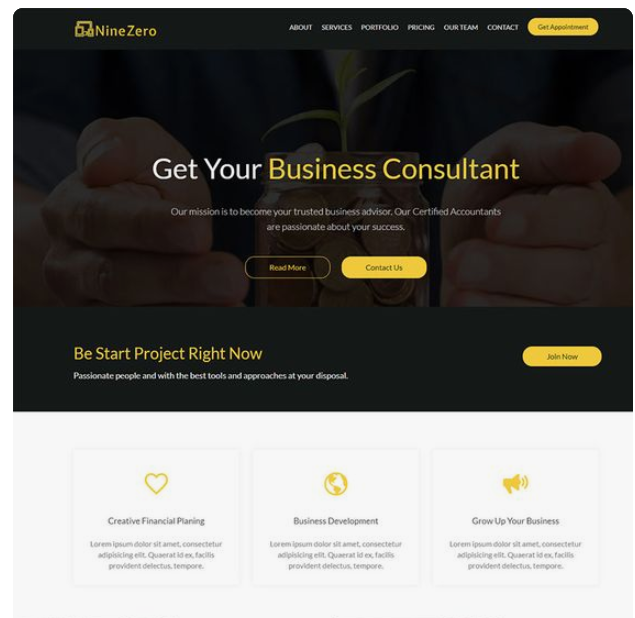 NineZero
ABOUT SERVICES PORTFOLIO PRICING OUR TEAM CONTACT Get Appointment
Get Your Business Consultant
Our mission is to become your trusted business advisor. Our Certified Accountants
are passionate about your success.
Read More Contact Us
Be Start Project Right Now
Join Now
Passionate people and with the best tools and approaches at your disposal.
Creative Financial Planing
Lorem ipsum dolor sit amet, consectetur
adipisicing elit. Quaerat id ex, facilis
provident delectus, tempore.
Business Development
Lorem ipsum dolor sit amet, consectetur
adipisicing elit. Quaerat id ex, facilis
provident delectus, tempore.
Grow Up Your Business
Lorem ipsum dolor sit amet, consectetur
adipisicing elit. Quaerat id ex, facilis
provident delectus, tempore.